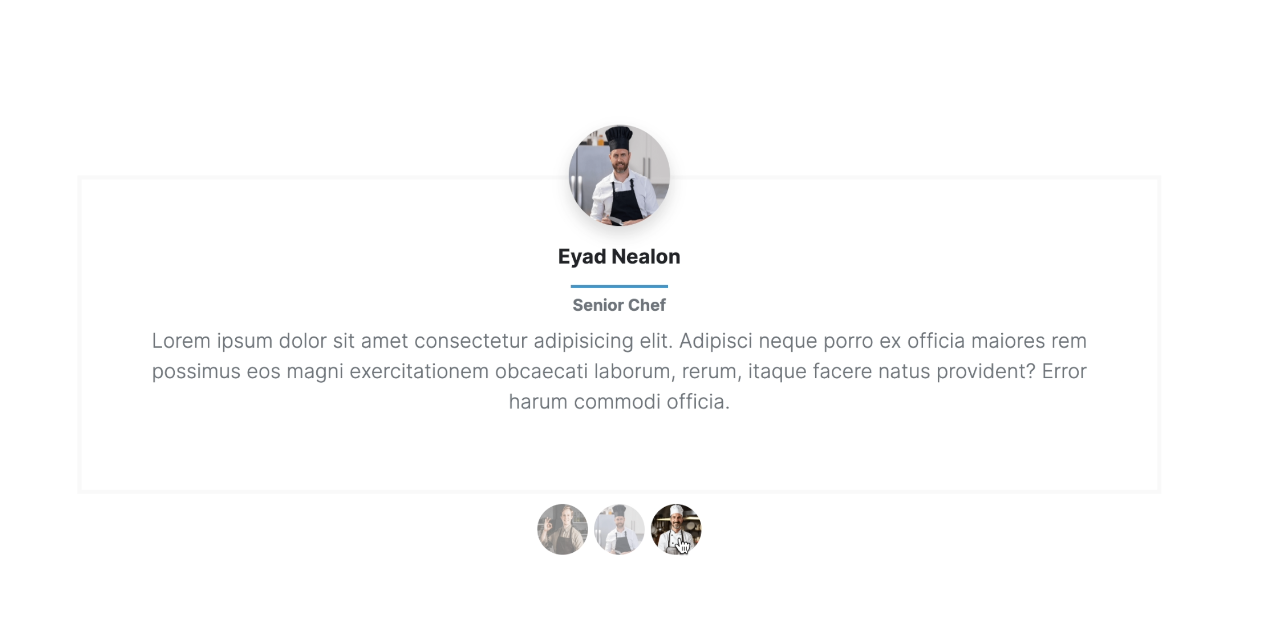 Eyad Nealon
Senior Chef
Lorem ipsum dolor sit amet consectetur adipisicing elit. Adipisci neque porro ex officia maiores rem
possimus eos magni exercitationem obcaecati laborum, rerum, itaque facere natus provident? Error
harum commodi officia.